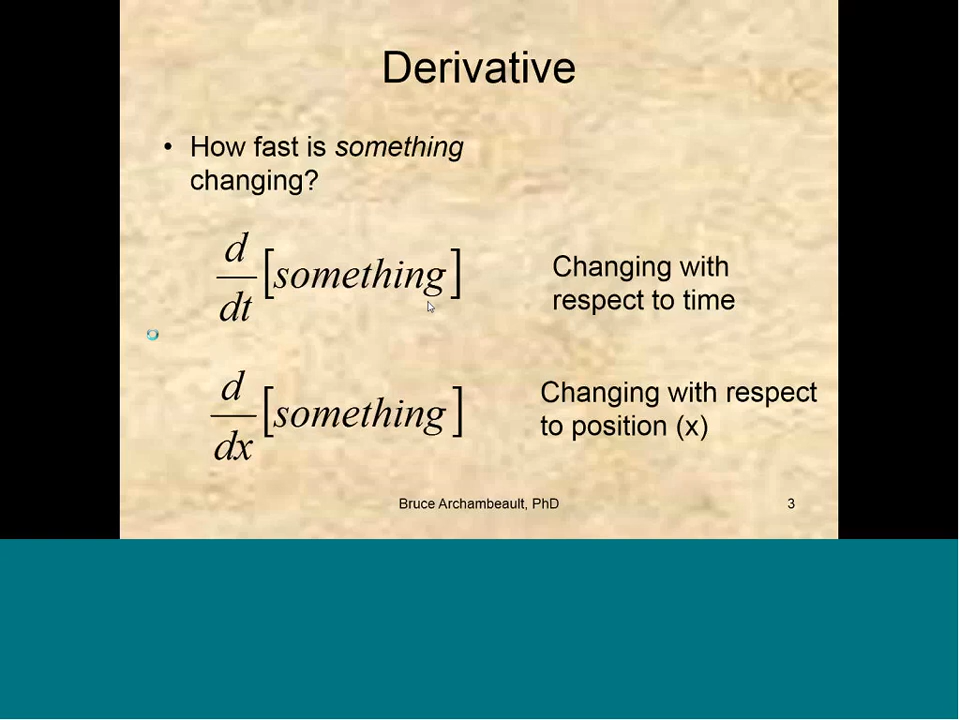 Derivative
• How fast is something
changing?
d
dt
[something]
Changing with
respect to time
d
dx
[something]
Changing with respect
to position (x)
Bruce Archambeault, PhD
3